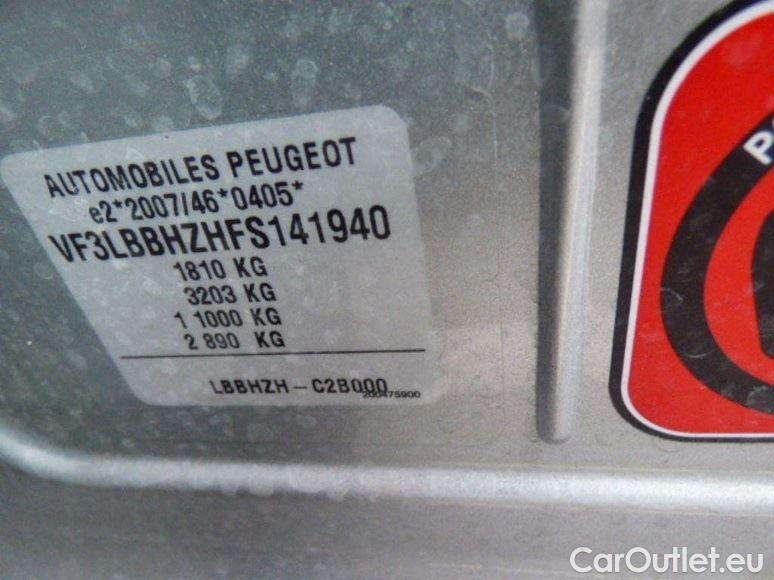 AUTOMOBILES PEUGEOT
e2*2007/46*0405*
VF3LBBHZHFS141940
1810 KG
3203 KG
1 1000 KG
2 890 KG
LBBHZH - C2B000
200475900
CarOutlet.eu